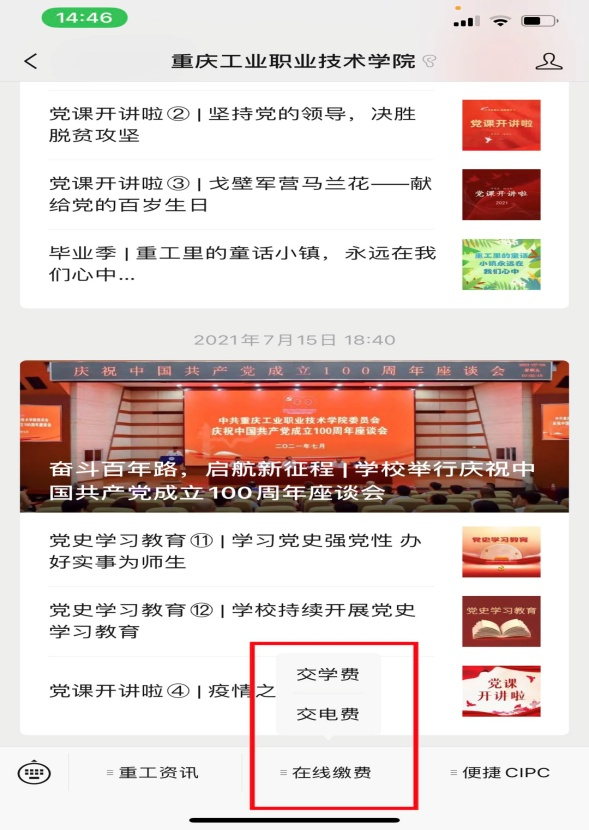 14:46
重庆工业职业技术学院
党课开讲啦② | 坚持党的领导，决胜
脱贫攻坚
党课开讲啦
党课开讲啦③ | 戈壁军营马兰花——献
给党的百岁生日
党课开讲啦
2021
毕业季 | 重工里的童话小镇，永远在我
们心中...
重工里的童话
小镇永远在
我们心中
2021年7月15日 18:40
庆祝中国共产党成立100周年座谈会
中共重庆工业职业技术学院委员会
庆祝中国共产党成立100周年座谈会
二〇二一年七月
奋斗百年路，启航新征程 | 学校举行庆祝中
国共产党成立100周年座谈会
党史学习教育⑪ | 学习党史强党性 办
好实事为师生
党史学习教育
党史学习教育⑫ | 学校持续开展党史
学习教育
党史学习教育
党课开讲啦④ | 疫情之
党课
开讲啦
交学费
交电费
重工资讯
在线缴费
便捷CIPC